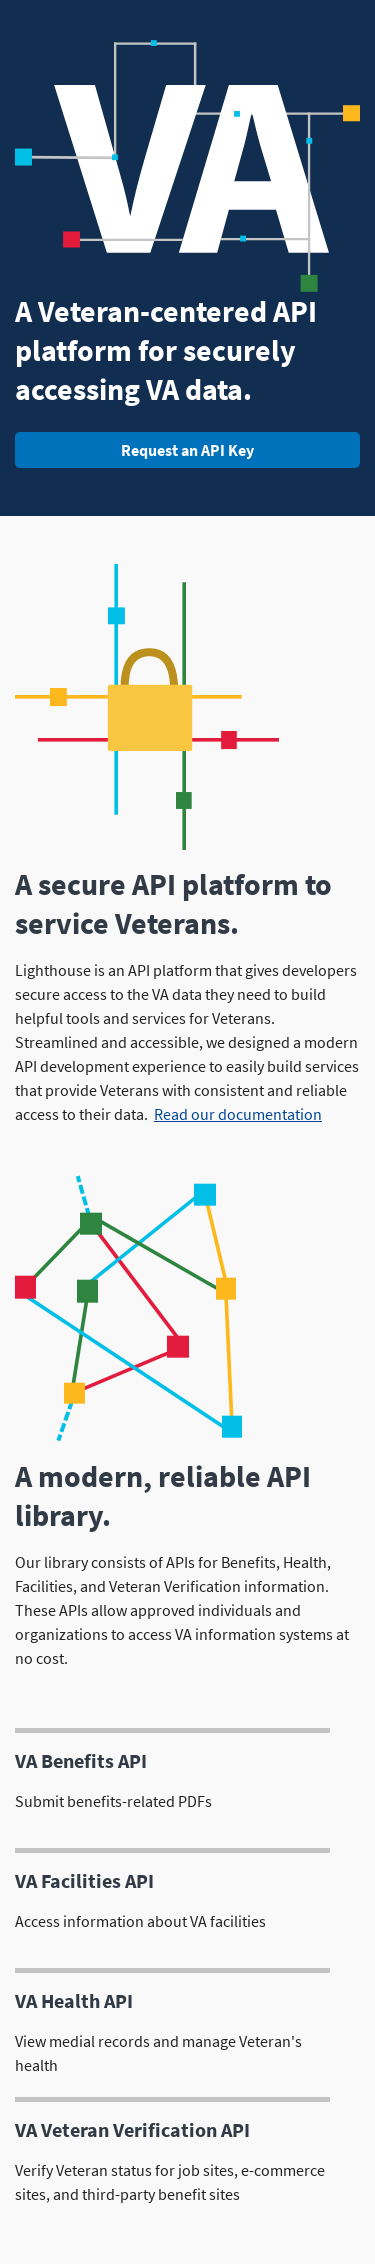 VA
A Veteran-centered API
platform for securely
accessing VA data.
Request an API Key
A secure API platform to
service Veterans.
Lighthouse is an API platform that gives developers
secure access to the VA data they need to build
helpful tools and services for Veterans.
Streamlined and accessible, we designed a modern
API development experience to easily build services
that provide Veterans with consistent and reliable
access to their data. Read our documentation
A modern, reliable API
library.
Our library consists of APIs for Benefits, Health,
Facilities, and Veteran Verification information.
These APIs allow approved individuals and
organizations to access VA information systems at
no cost.
VA Benefits API
Submit benefits-related PDFs
VA Facilities API
Access information about VA facilities
VA Health API
View medial records and manage Veteran's
health
VA Veteran Verification API
Verify Veteran status for job sites, e-commerce
sites, and third-party benefit sites